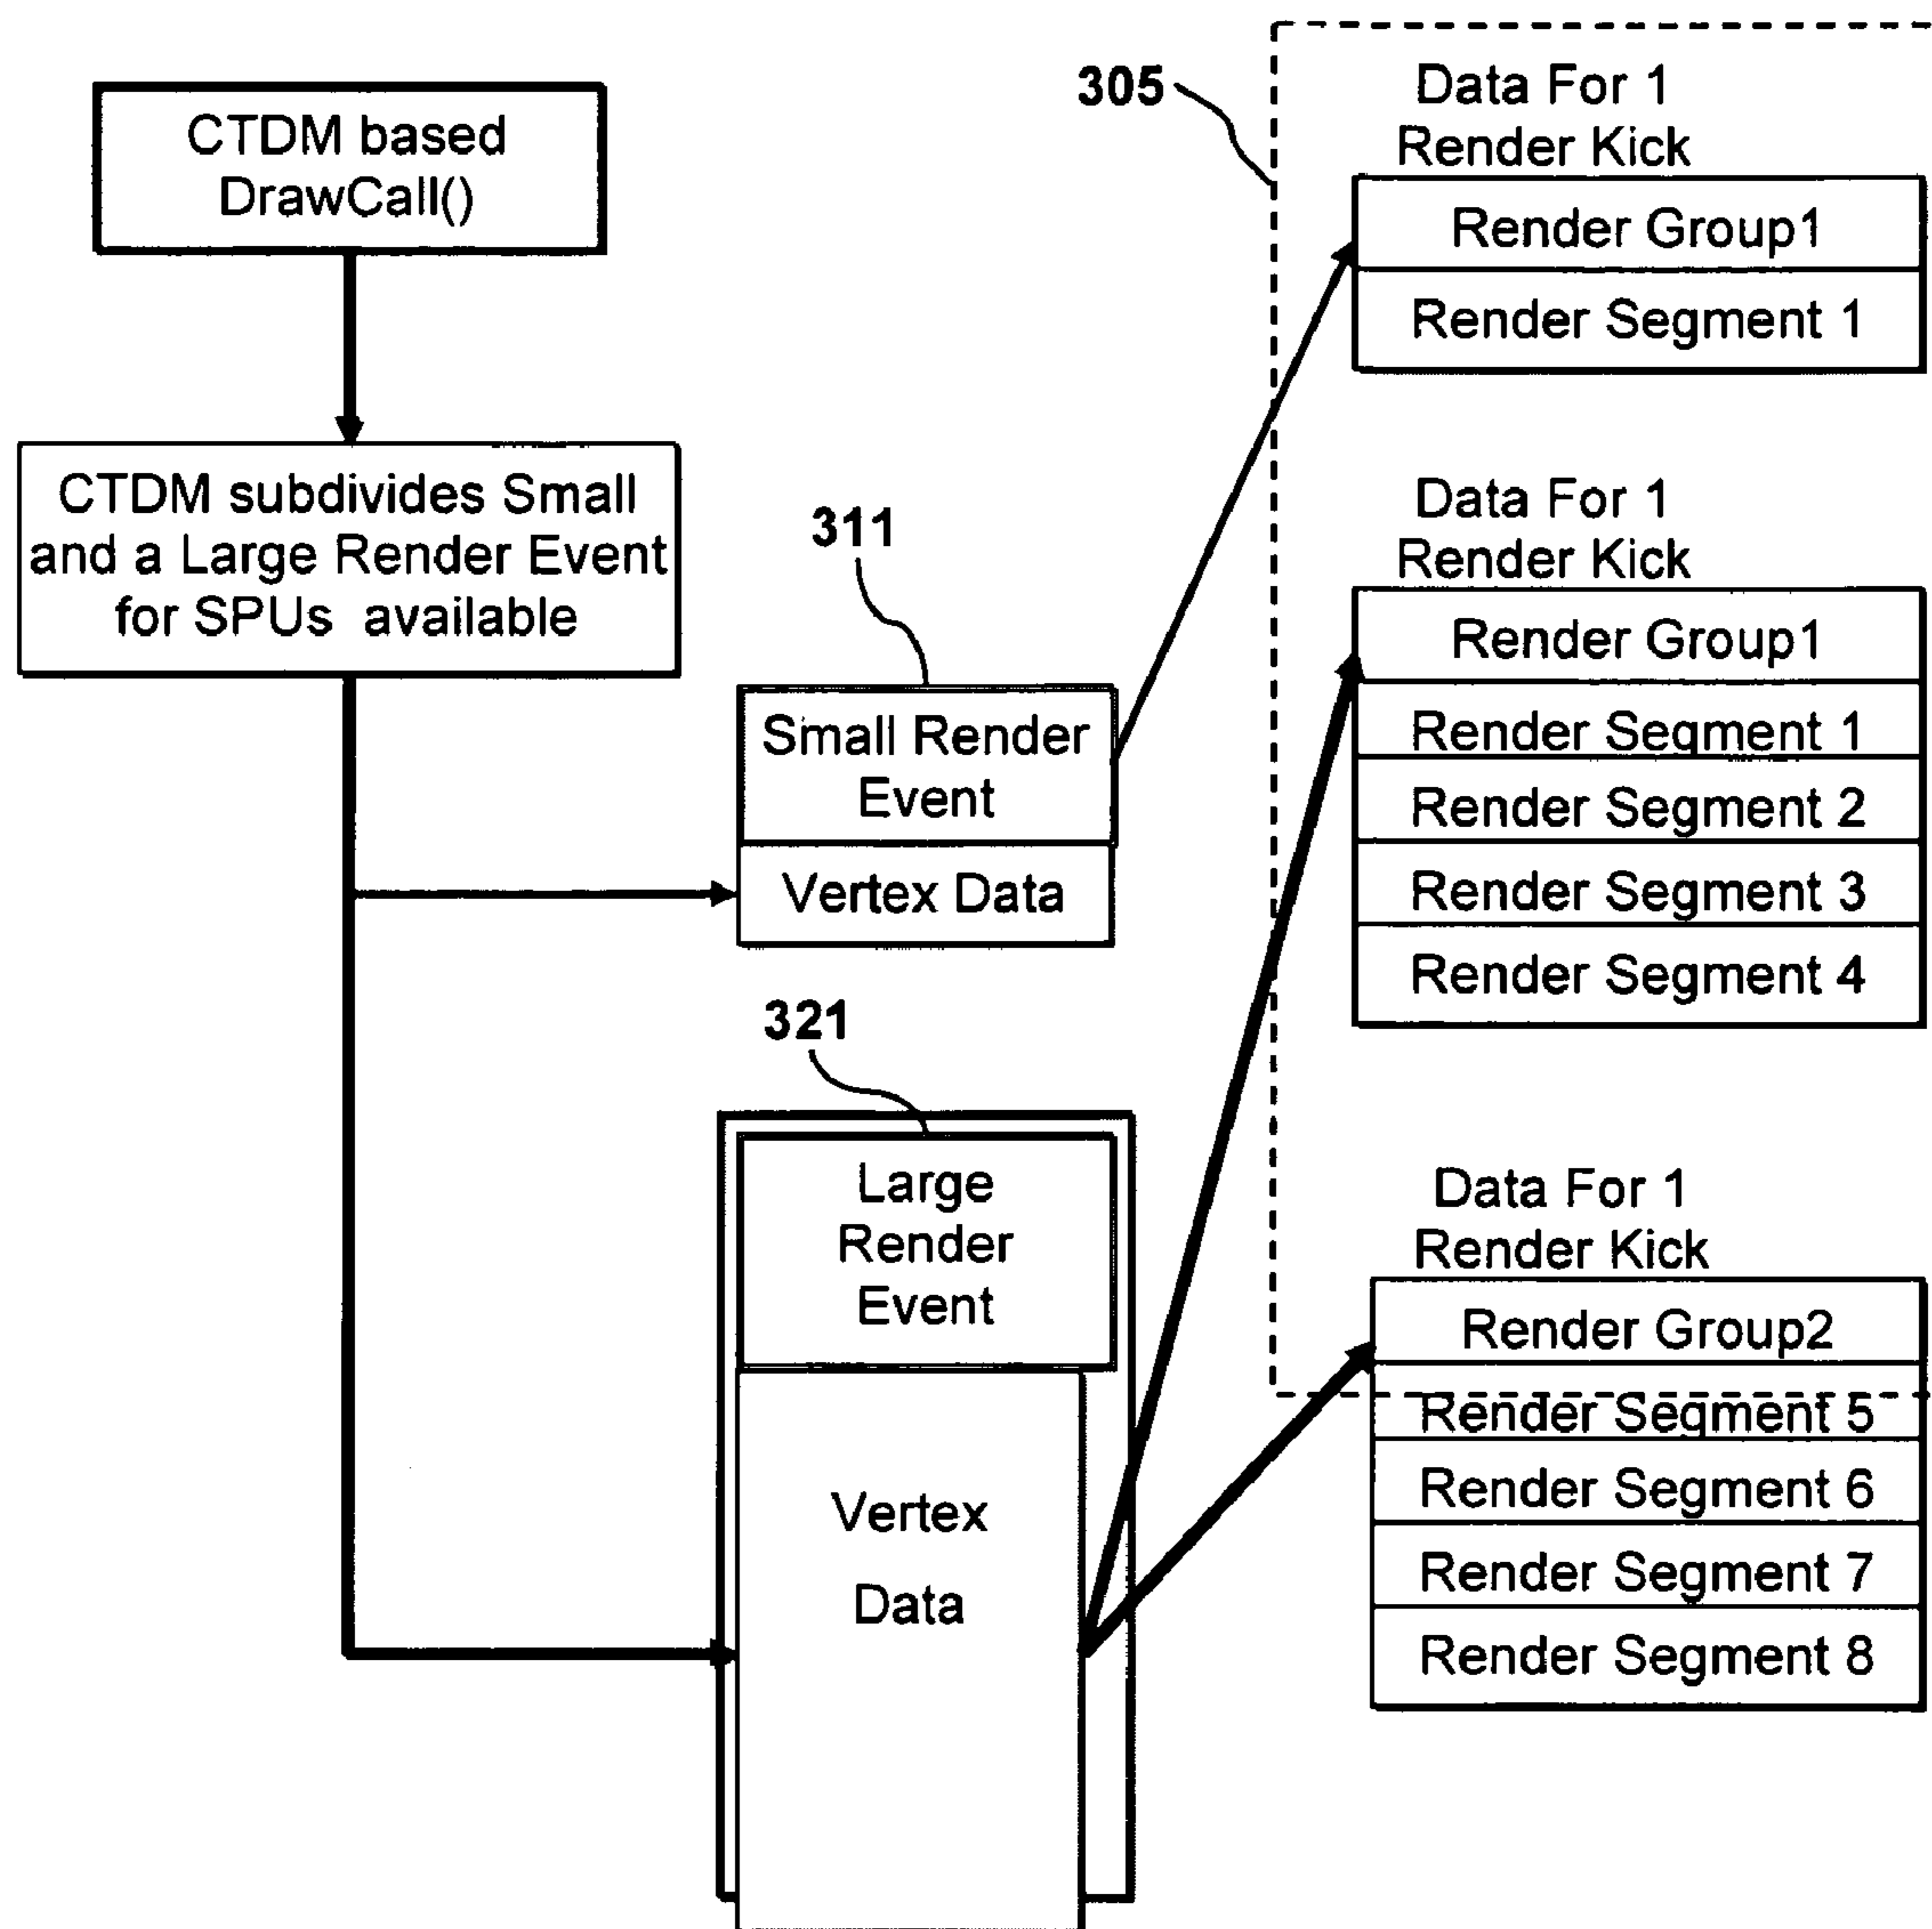 CTDM based
DrawCall()
CTDM subdivides Small
and a Large Render Event
for SPUs available
311
Small Render
Event
Vertex Data
321
Large
Render
Event
Vertex
Data
305
Data For 1
Render Kick
Render Group1
Render Segment 1
Data For 1
Render Kick
Render Group1
Render Segment 1
Render Segment 2
Render Segment 3
Render Segment 4
Data For 1
Render Kick
Render Group2
Render Segment 5
Render Segment 6
Render Segment 7
Render Segment 8